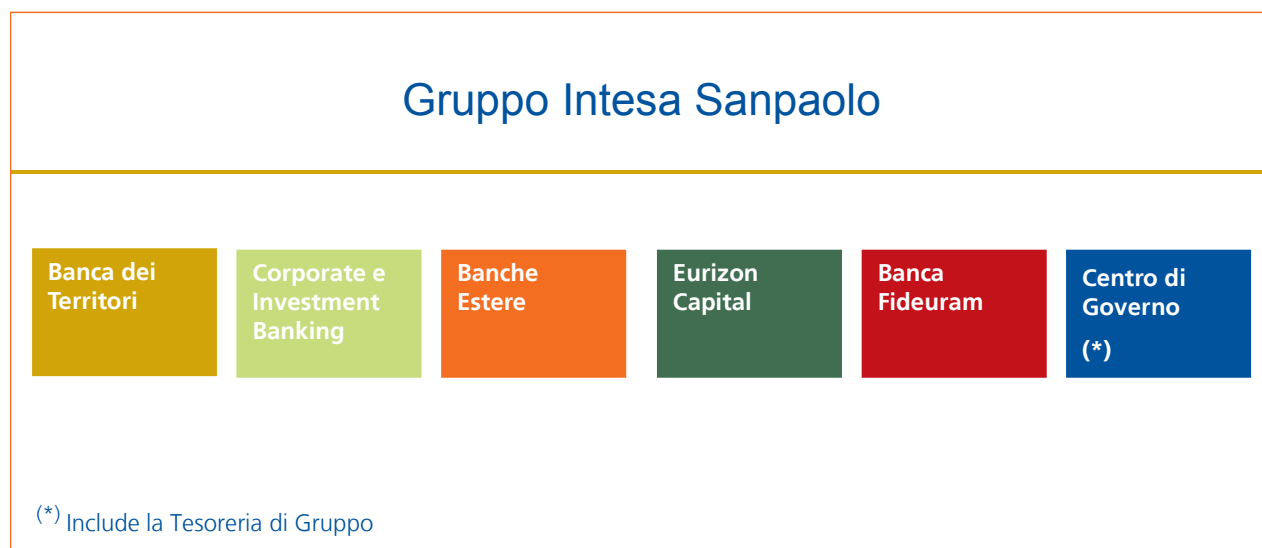 Gruppo Intesa Sanpaolo
Banca dei
Territori
Corporate e
Investment
Banking
Banche
Estere
Eurizon
Capital
Banca
Fideuram
Centro di
Governo
(*)
(*) Include la Tesoreria di Gruppo